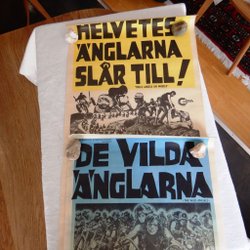 HELVETES
ÄNGLARNA
SLÅR TILL!
DE VILDA
ÄNGLARNA